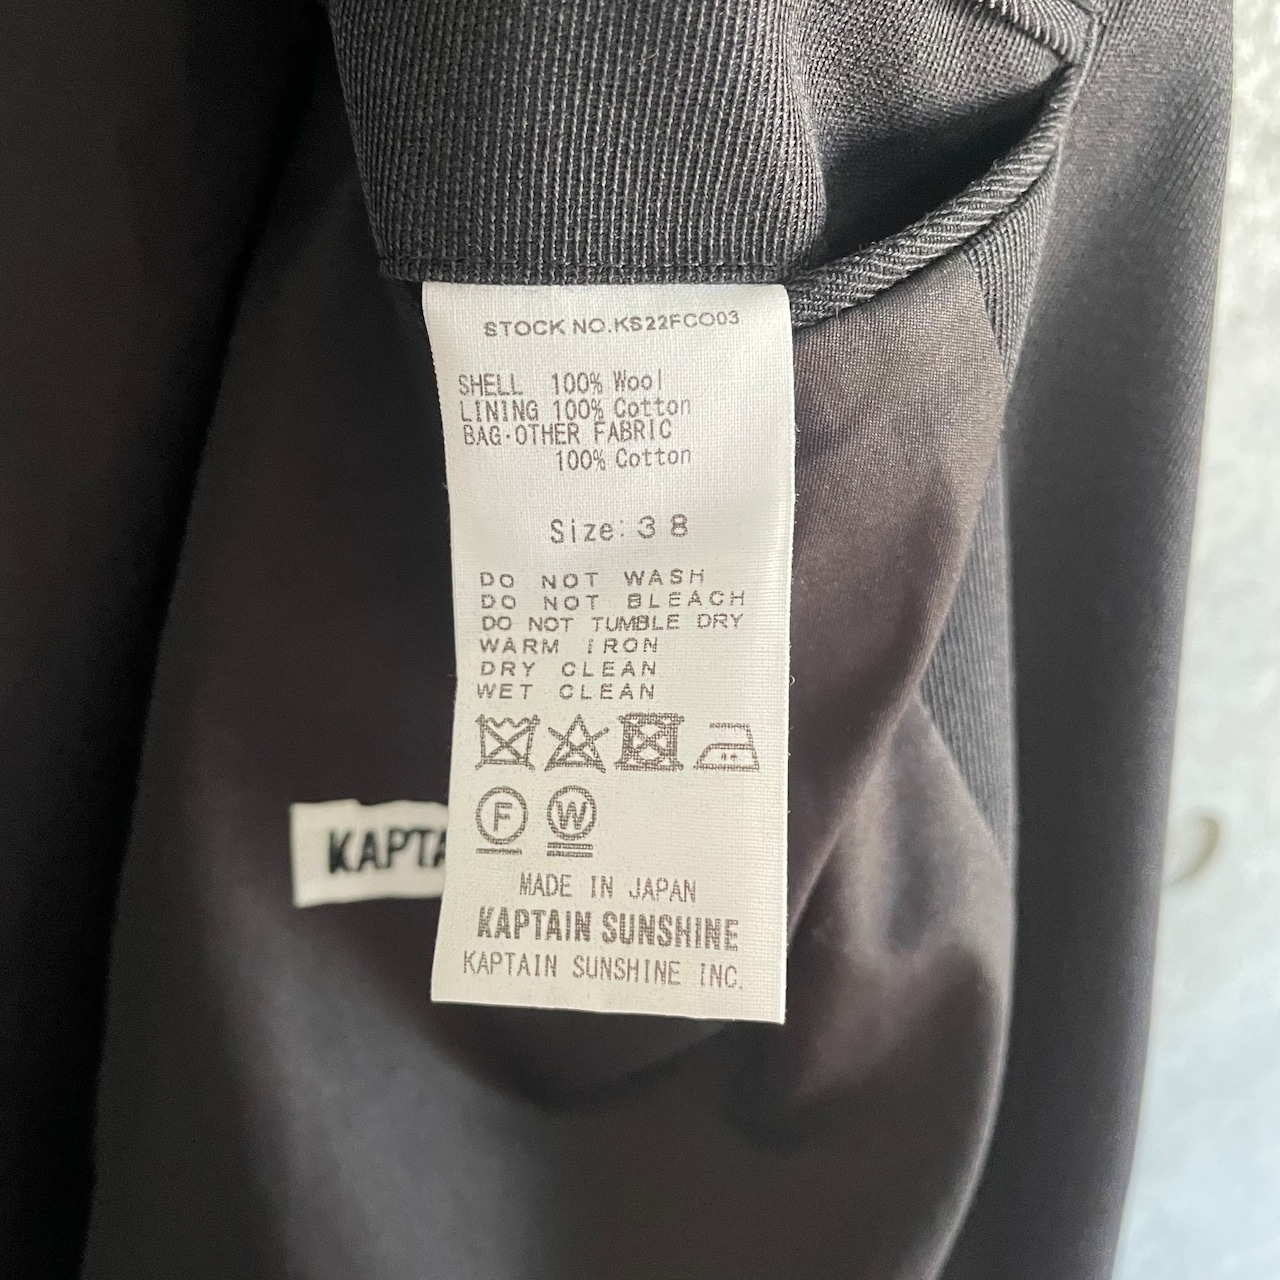 STOCK NO.KS22FCO03
SHELL 100% Wool
LINING 100% Cotton
BAG·OTHER FABRIC
100% Cotton
Size:38
DO NOT WASH
DO NOT BLEACH
DO NOT TUMBLE DRY
WARM IRON
DRY CLEAN
WET CLEAN
F W
KAPTA
MADE IN JAPAN
KAPTAIN SUNSHINE
KAPTAIN SUNSHINE INC.